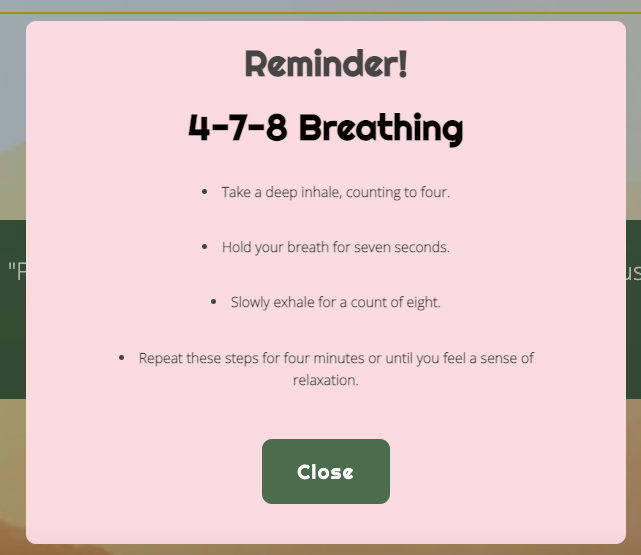 Reminder!
4-7-8 Breathing
• Take a deep inhale, counting to four.
• Hold your breath for seven seconds.
"F
us
• Slowly exhale for a count of eight.
• Repeat these steps for four minutes or until you feel a sense of
relaxation.
Close